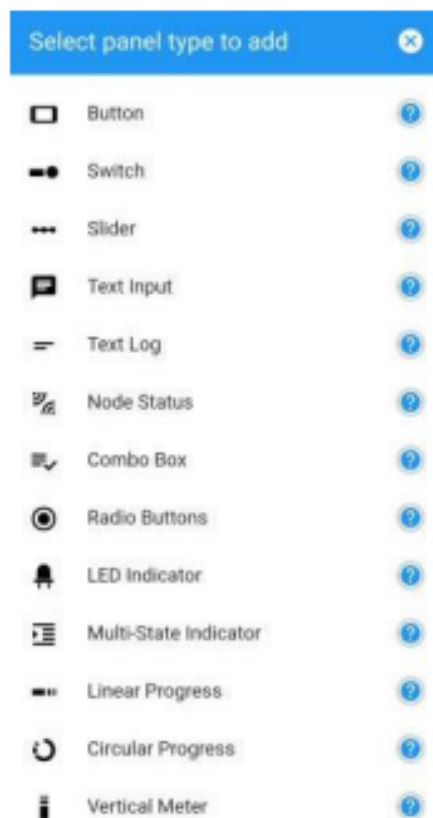 Select panel type to add
Button
Switch
Slider
Text Input
Text Log
Node Status
Combo Box
Radio Buttons
LED Indicator
Multi-State Indicator
Linear Progress
Circular Progress
Vertical Meter